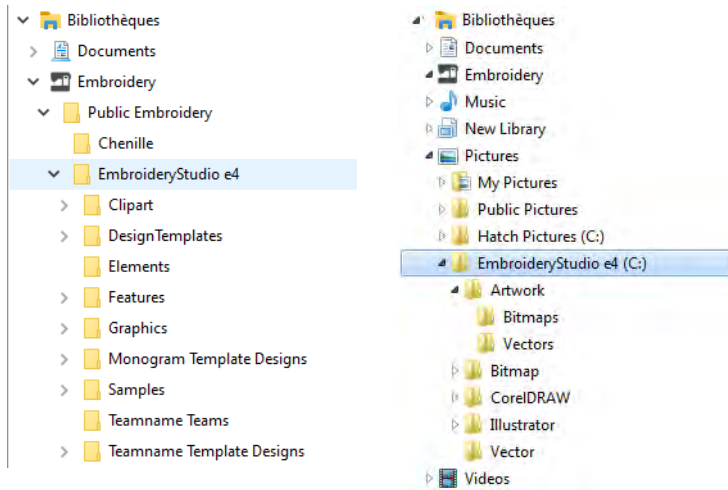 Bibliothèques
Documents
Embroidery
Public Embroidery
Chenille
EmbroideryStudio e4
Clipart
DesignTemplates
Elements
Features
Graphics
Monogram Template Designs
Samples
Teamname Teams
Teamname Template Designs
Bibliothèques
Documents
Embroidery
Music
New Library
Pictures
My Pictures
Public Pictures
Hatch Pictures (C:)
EmbroideryStudio e4 (C:)
Artwork
Bitmaps
Vectors
Bitmap
CorelDRAW
Illustrator
Vector
Videos